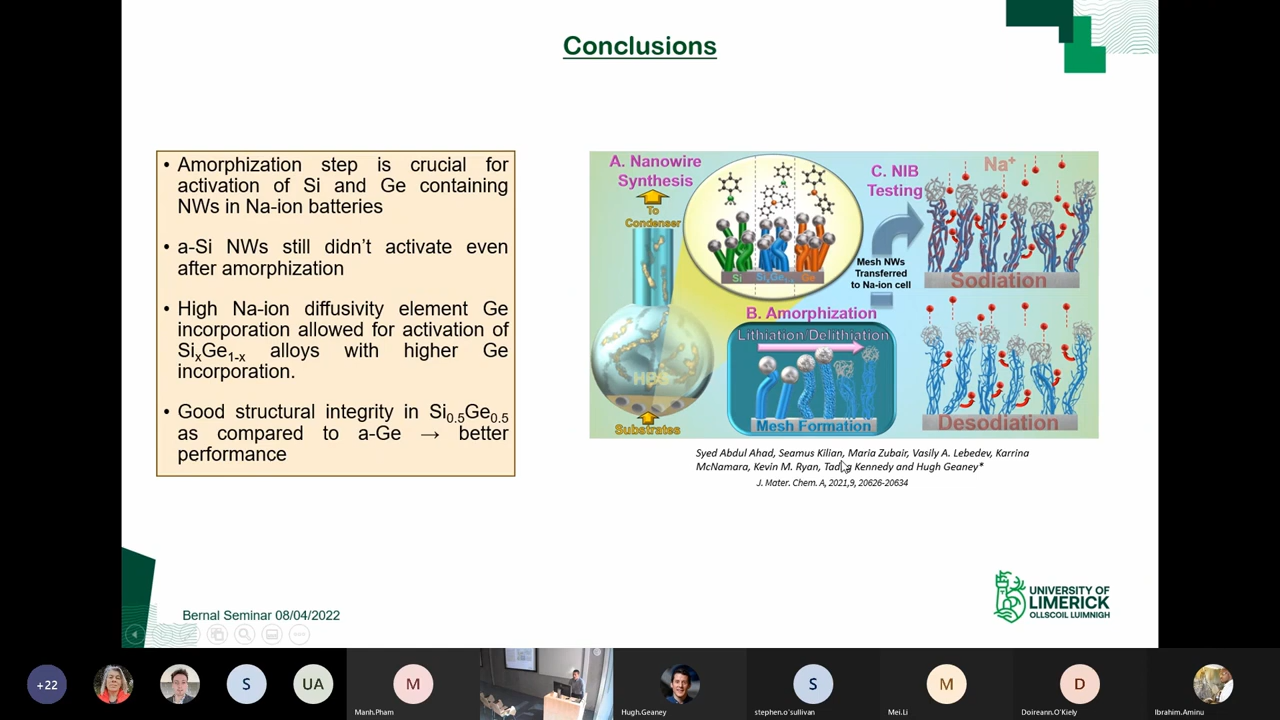 Conclusions
• Amorphization step is crucial for
activation of Si and Ge containing
NWs in Na-ion batteries
• a-Si NWs still didn't activate even
after amorphization
• High Na-ion diffusivity element Ge
incorporation allowed for activation of
SixGe1-x alloys with higher Ge
incorporation.
• Good structural integrity in Si0.5Ge0.5
as compared to a-Ge → better
performance
A. Nanowire
Synthesis
To
Condenser
HBS
Substrates
Si
Ge
B. Amorphization
Lithiation/Delithiation
Mesh Formation
C. NIB
Testing
Mesh NWs
Transferred
to Na-ion cell
Na+
Sodiation
Desodiation
Syed Abdul Ahad, Seamus Kilian, Maria Zubair, Vasily A. Lebedev, Karrina
McNamara, Kevin M. Ryan, Kennedy and Hugh Geaney*
J. Mater. Chem. A, 2021,9, 20626-20634
Bernal Seminar 08/04/2022
UNIVERSITY OF
LIMERICK
OLLSCOIL LUIMNIGH
+22
S
UA
M
Manh.Pham
Hugh.Geaney
S
stephen.o'sullivan
M
Mei.Li
D
Doireann.O'Kiely
Ibrahim.Aminu